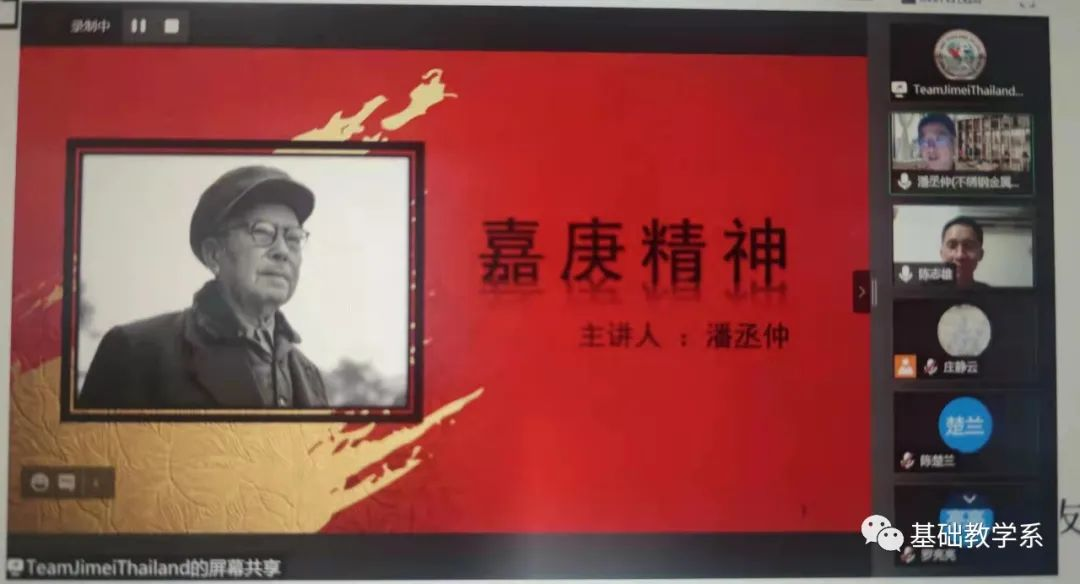 录制中
嘉庚精神
主讲人：潘丞仲
TeamJimeiThailand...
潘丞仲(不锈钢金属...
陈志雄
庄静云
楚兰
陈楚兰
罗亮亮
TeamJimeiThailand的屏幕共享
基础教学系